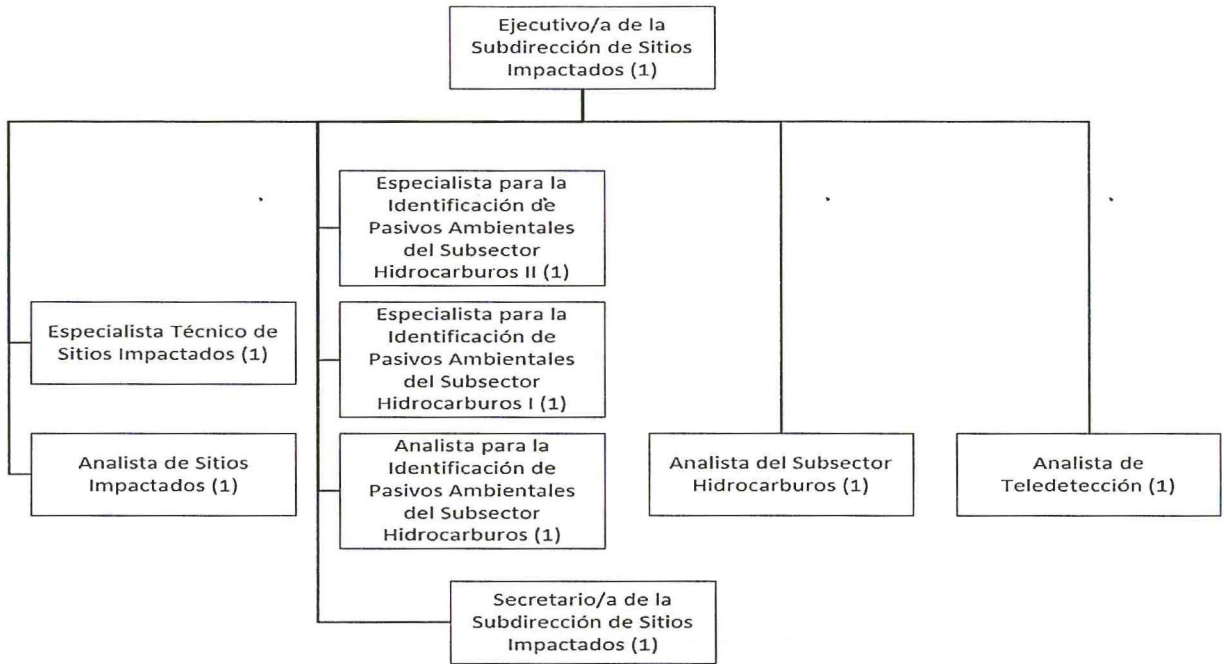 Ejecutivo/a de la
Subdirección de Sitios
Impactados (1)
Especialista Técnico de
Sitios Impactados (1)
Analista de Sitios
Impactados (1)
Especialista para la
Identificación de
Pasivos Ambientales
del Subsector
Hidrocarburos II (1)
Especialista para la
Identificación de
Pasivos Ambientales
del Subsector
Hidrocarburos I (1)
Analista para la
Identificación de
Pasivos Ambientales
del Subsector
Hidrocarburos (1)
Analista del Subsector
Hidrocarburos (1)
Analista de
Teledetección (1)
Secretario/a de la
Subdirección de Sitios
Impactados (1)